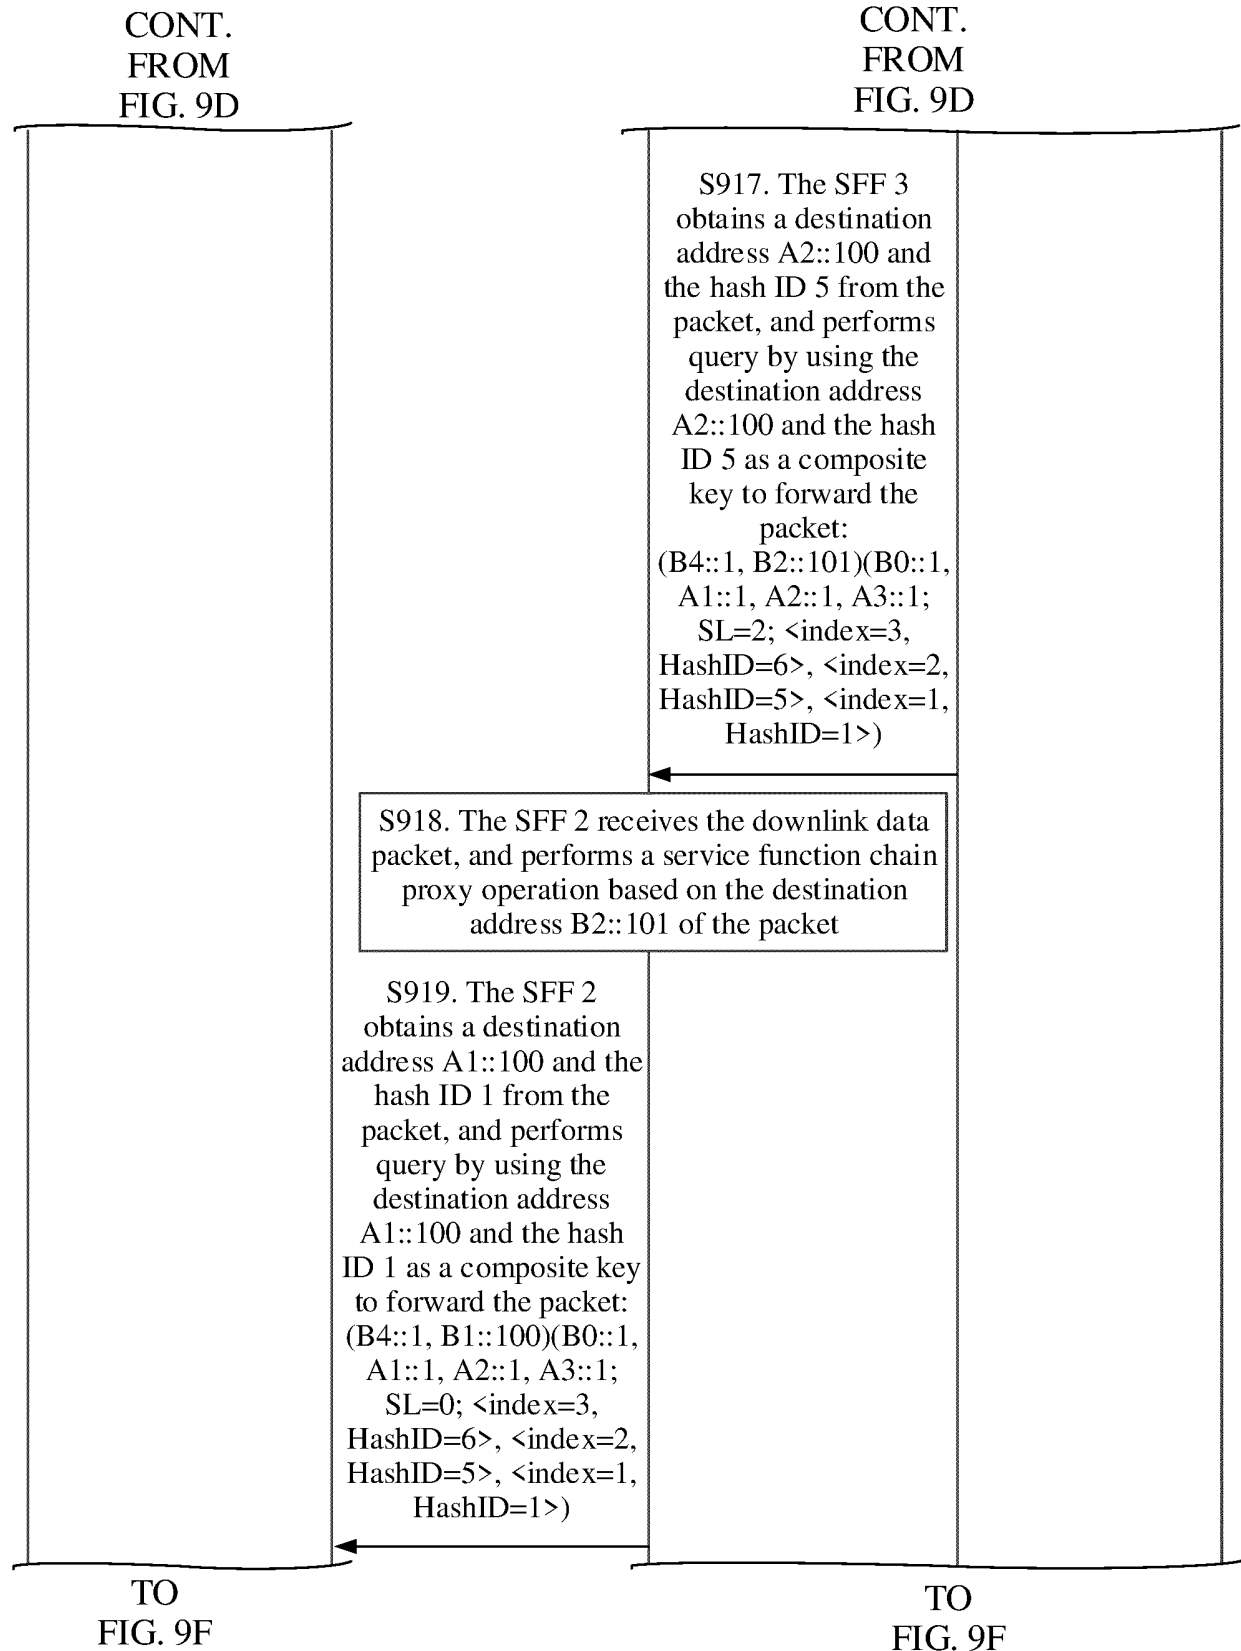 CONT.
FROM
FIG. 9D
CONT.
FROM
FIG. 9D
S917. The SFF 3
obtains a destination
address A2::100 and
the hash ID 5 from the
packet, and performs
query by using the
destination address
A2::100 and the hash
ID 5 as a composite
key to forward the
packet:
(B4::1, B2::101)(B0::1,
A1::1, A2::1, A3::1;
SL=2; <index=3,
HashID=6>, <index=2,
HashID=5>, <index=1,
HashID=1>)
S918. The SFF 2 receives the downlink data
packet, and performs a service function chain
proxy operation based on the destination
address B2::101 of the packet
S919. The SFF 2
obtains a destination
address A1::100 and the
hash ID 1 from the
packet, and performs
query by using the
destination address
A1::100 and the hash
ID 1 as a composite key
to forward the packet:
(B4::1, B1::100)(B0::1,
A1::1, A2::1, A3::1;
SL=0; <index=3,
HashID=6>, <index=2,
HashID=5>, <index=1,
HashID=1>)
TO
FIG. 9F
TO
FIG. 9F